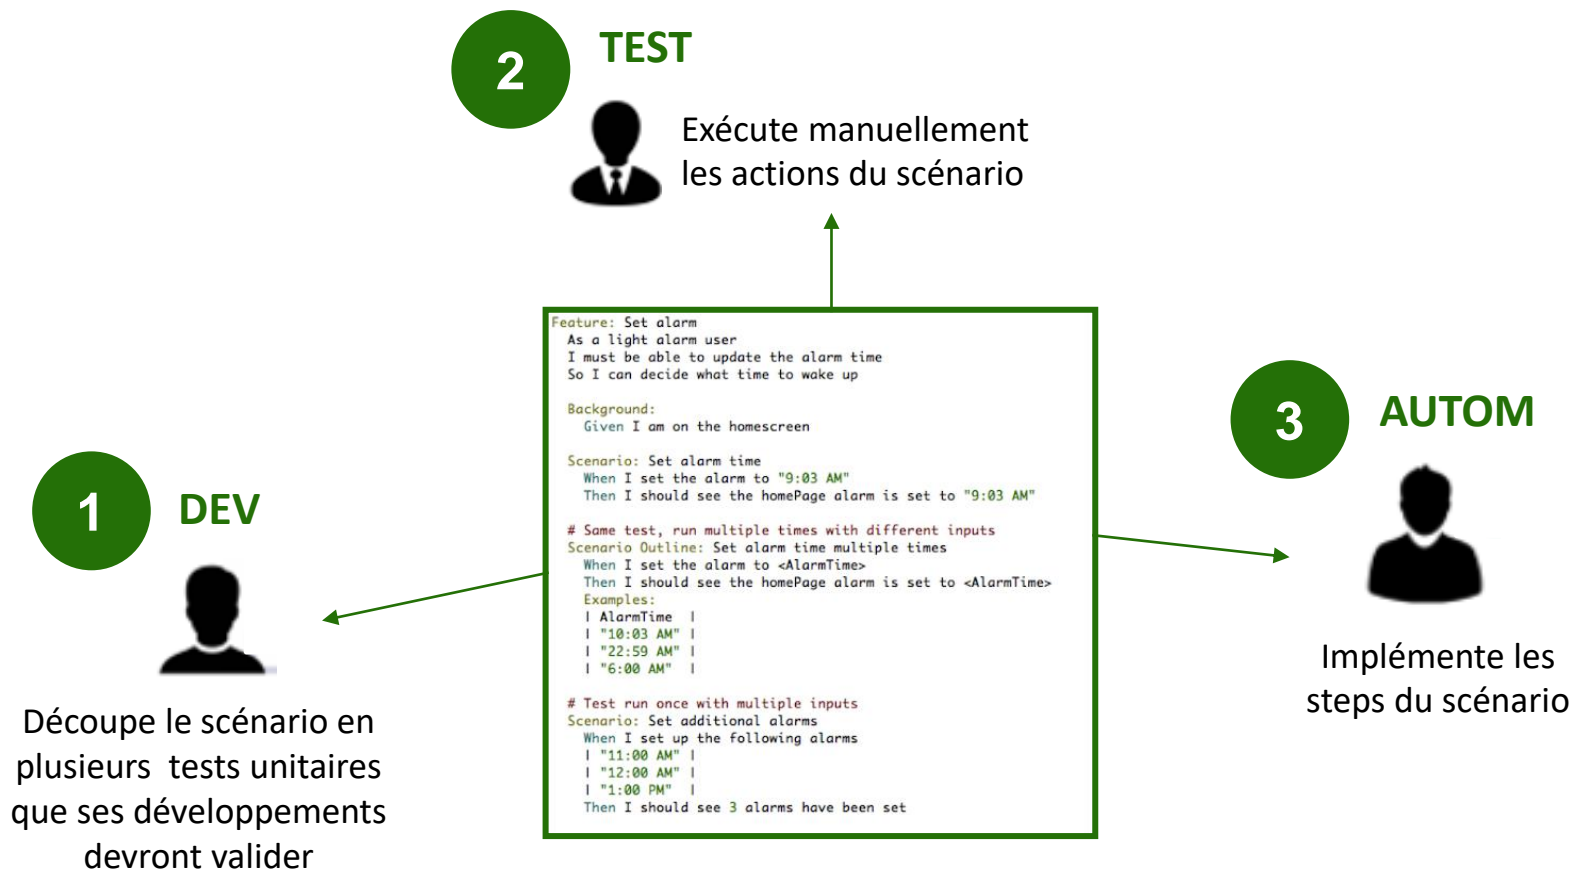 2
TEST
Exécute manuellement
les actions du scénario
Feature: Set alarm
As a light alarm user
I must be able to update the alarm time
So I can decide what time to wake up
Background:
Given I am on the homescreen
Scenario: Set alarm time
When I set the alarm to "9:03 AM"
Then I should see the homePage alarm is set to "9:03 AM"
# Same test, run multiple times with different inputs
Scenario Outline: Set alarm time multiple times
When I set the alarm to <AlarmTime>
Then I should see the homePage alarm is set to <AlarmTime>
Examples:
| AlarmTime |
| "10:03 AM" |
| "22:59 AM" |
| "6:00 AM" |
# Test run once with multiple inputs
Scenario: Set additional alarms
When I set up the following alarms
| "11:00 AM" |
| "12:00 AM" |
| "1:00 PM" |
Then I should see 3 alarms have been set
1
DEV
Découpe le scénario en
plusieurs tests unitaires
que ses développements
devront valider
3
AUTOM
Implémente les
steps du scénario